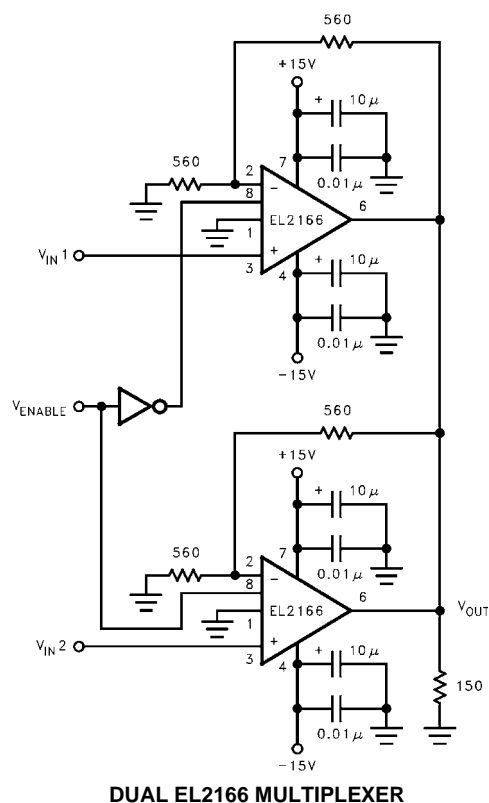 560
+15V
+ 10μ
560
2
7
0.01μ
−
8
6
EL2166
1
VIN 1
+
3
4
+ 10μ
0.01μ
−15V
VENABLE
560
+15V
+ 10μ
560
2
7
0.01μ
−
8
6
VOUT
EL2166
1
VIN 2
+
3
4
+ 10μ
150
0.01μ
−15V
DUAL EL2166 MULTIPLEXER